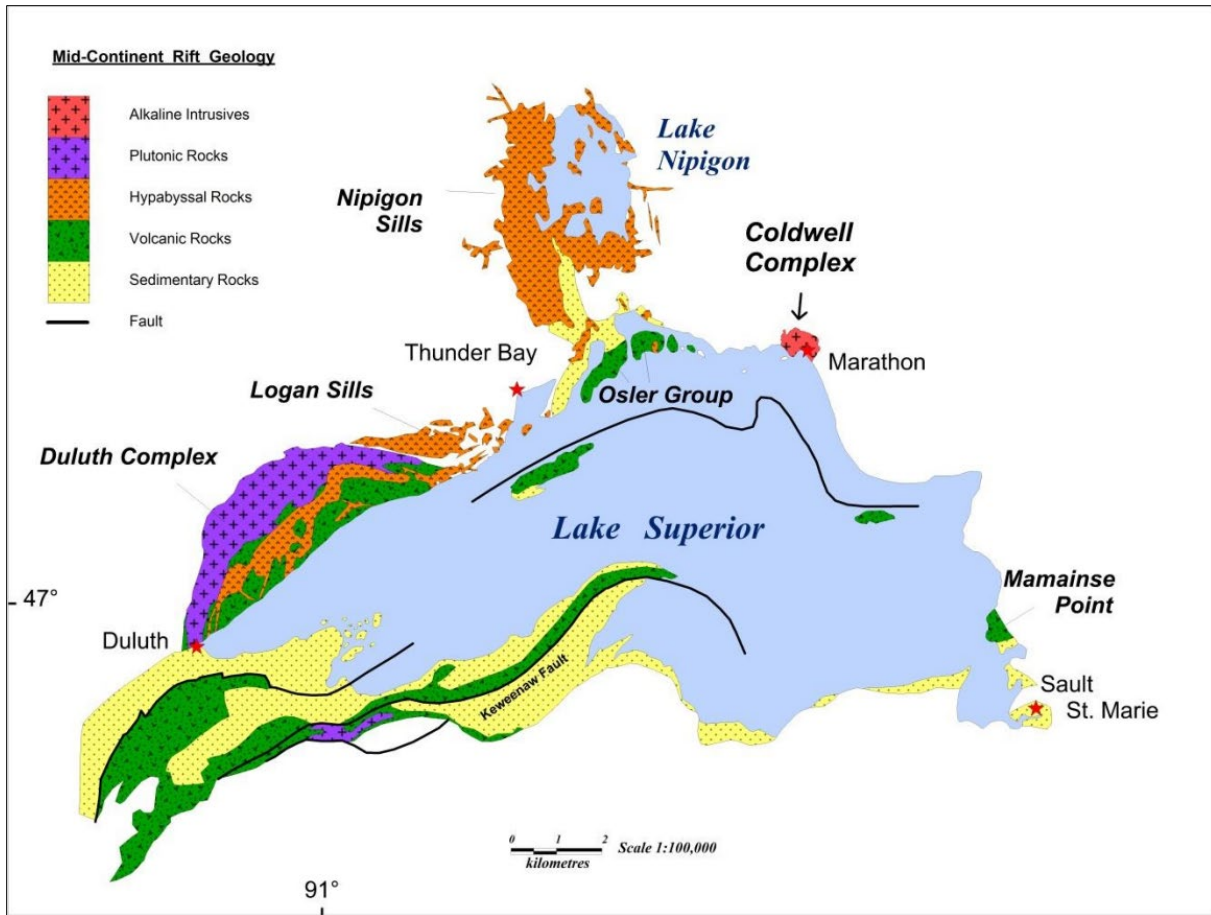 Mid-Continent Rift Geology
Alkaline Intrusives
Plutonic Rocks
Hypabyssal Rocks
Volcanic Rocks
Sedimentary Rocks
Fault
Lake
Nipigon
Nipigon
Sills
Coldwell
Complex
Thunder Bay
Marathon
Logan Sills
Osler Group
Duluth Complex
Lake Superior
47°
Mamainse
Point
Duluth
Keweenaw Fault
Sault
St. Marie
0 1 2
kilometres
Scale 1:100,000
91°